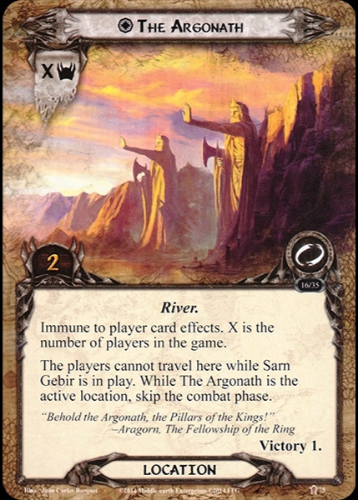 THE ARGONATH
X
2
16/35
River.
Immune to player card effects. X is the
number of players in the game.
The players cannot travel here while Sarn
Gebir is in play. While The Argonath is the
active location, skip the combat phase.
“Behold the Argonath, the Pillars of the Kings!”
–Aragorn, The Fellowship of the Ring
Victory 1.
LOCATION